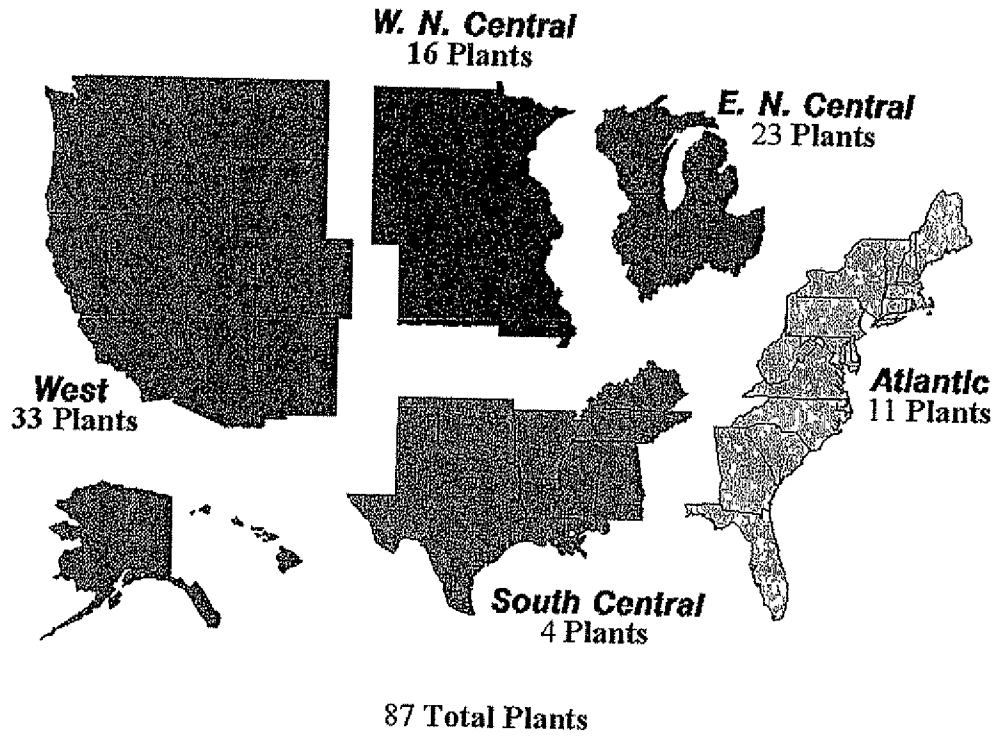 W. N. Central
16 Plants
E. N. Central
23 Plants
West
33 Plants
Atlantic
11 Plants
South Central
4 Plants
87 Total Plants